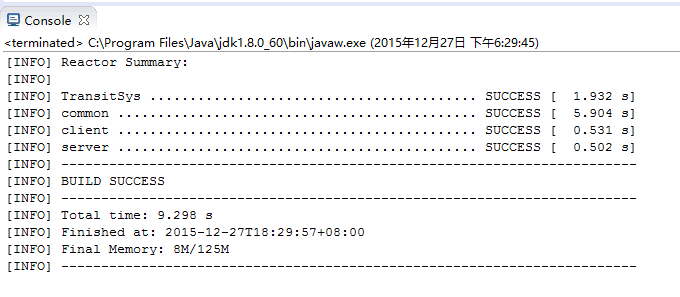 Console
<terminated> C:\Program Files\Java\jdk1.8.0_60\bin\javaw.exe (2015年12月27日 下午6:29:45)
[INFO] Reactor Summary:
[INFO]
[INFO] TransitSys ......................................... SUCCESS [  1.932 s]
[INFO] common ............................................. SUCCESS [  5.904 s]
[INFO] client ............................................. SUCCESS [  0.531 s]
[INFO] server ............................................. SUCCESS [  0.502 s]
[INFO] ------------------------------------------------------------------------
[INFO] BUILD SUCCESS
[INFO] ------------------------------------------------------------------------
[INFO] Total time: 9.298 s
[INFO] Finished at: 2015-12-27T18:29:57+08:00
[INFO] Final Memory: 8M/125M
[INFO] ------------------------------------------------------------------------